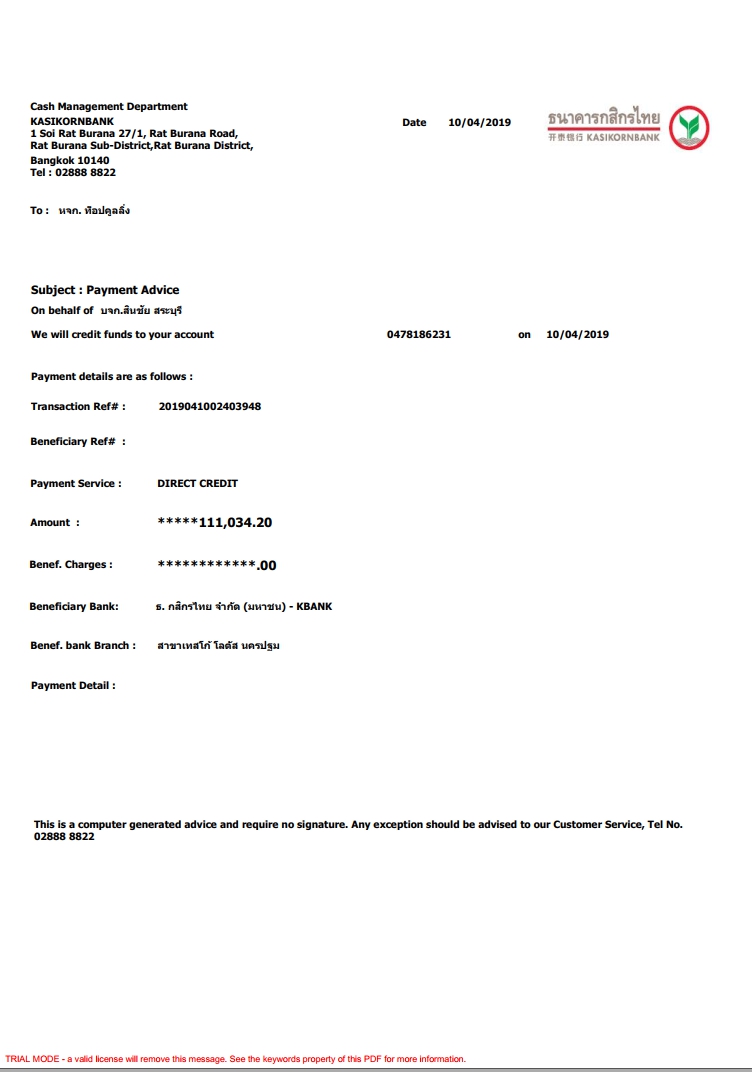 Cash Management Department
KASIKORNBANK
1 Soi Rat Burana 27/1, Rat Burana Road,
Rat Burana Sub-District,Rat Burana District,
Bangkok 10140
Tel : 02888 8822
Date 10/04/2019
ธนาคารกสิกรไทย
开泰银行 KASIKORNBANK
To : หจก. ท๊อปคูลลิ่ง
Subject : Payment Advice
On behalf of บจก.สินชัย สระบุรี
We will credit funds to your account 0478186231 on 10/04/2019
Payment details are as follows :
Transaction Ref# : 2019041002403948
Beneficiary Ref# :
Payment Service : DIRECT CREDIT
Amount : *****111,034.20
Benef. Charges : ************.00
Beneficiary Bank: ธ. กสิกรไทย จำกัด (มหาชน) - KBANK
Benef. bank Branch : สาขาเทสโก้ โลตัส นครปฐม
Payment Detail :
This is a computer generated advice and require no signature. Any exception should be advised to our Customer Service, Tel No.
02888 8822
TRIAL MODE - a valid license will remove this message. See the keywords property of this PDF for more information.